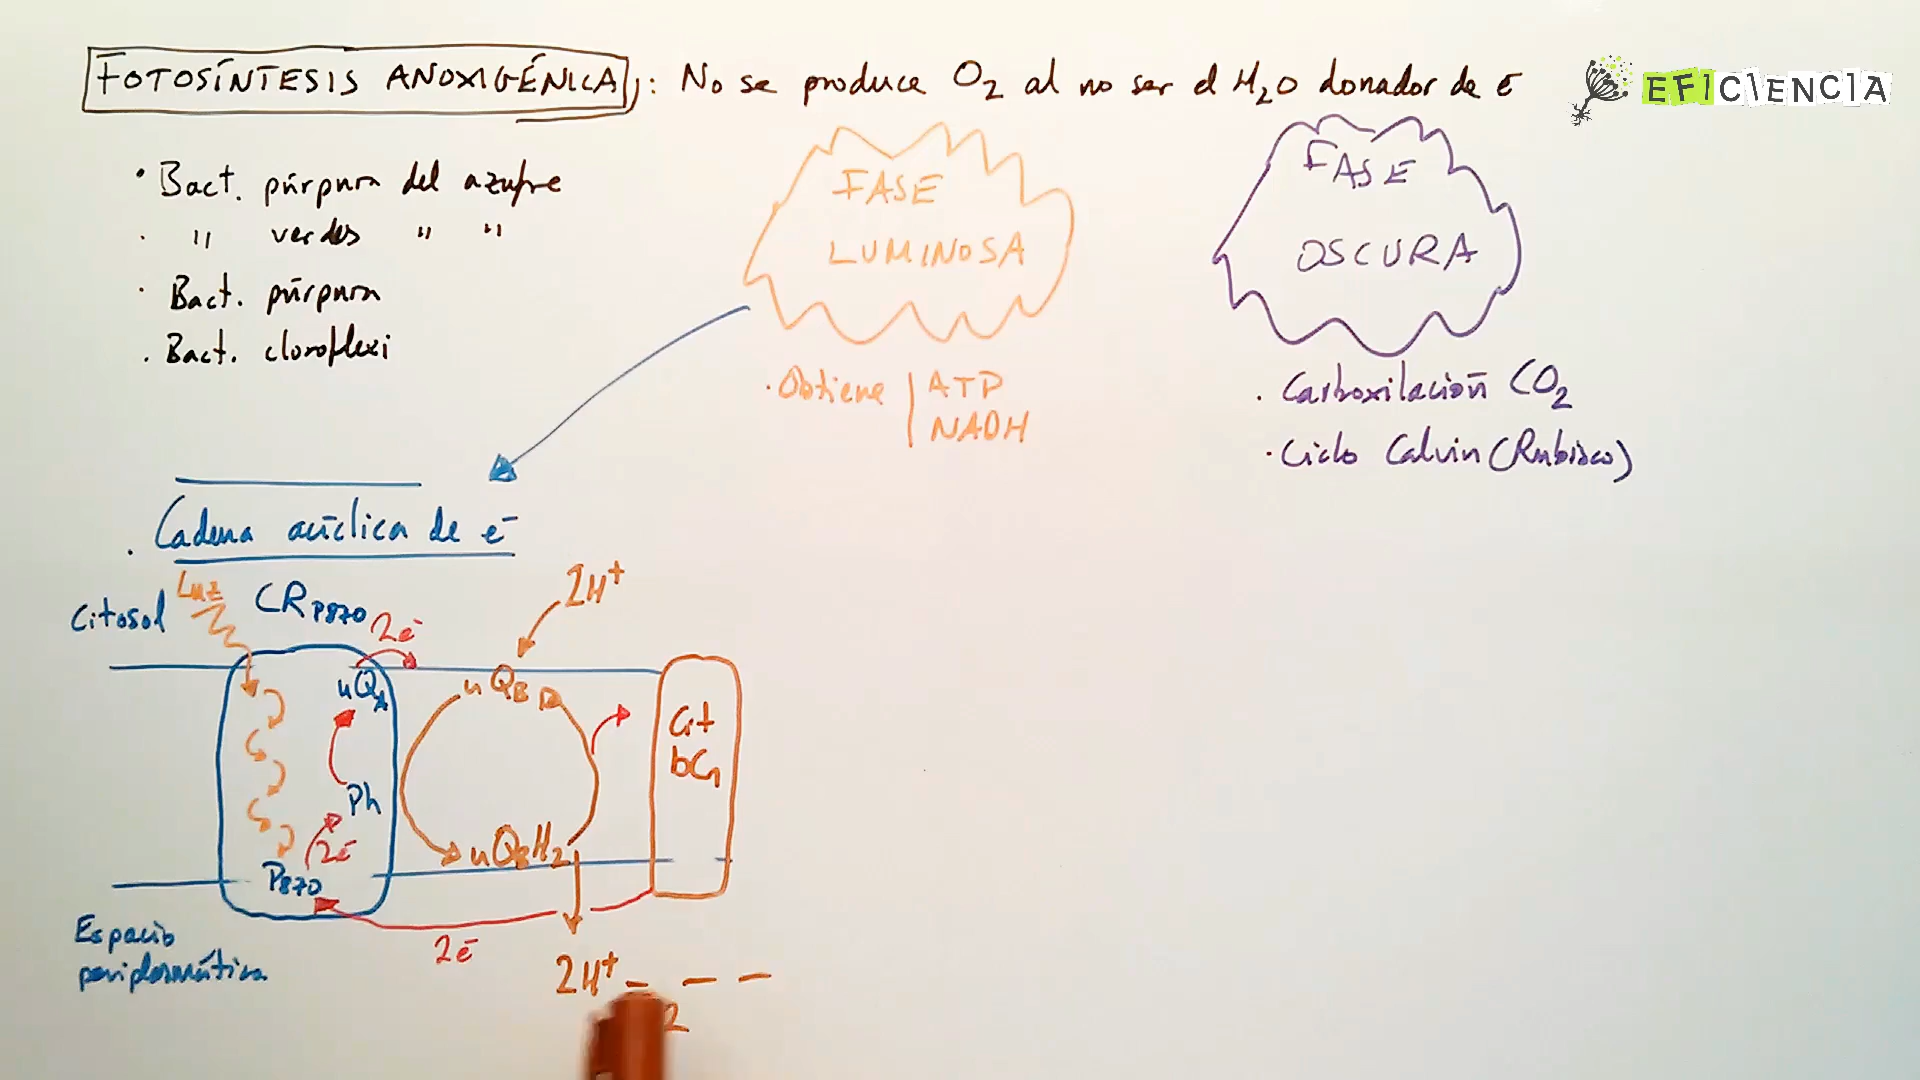 FOTOSÍNTESIS ANOXIGÉNICA: No se produce O2 al no ser el H2O donador de e-
EFICIENCIA
· Bact. púrpura del azufre
· " verdes " "
· Bact. púrpura
· Bact. cloroflexi
FASE
LUMINOSA
· Obtiene | ATP
NADH
FASE
OSCURA
· Carboxilación CO2
· Ciclo Calvin (Rubisco)
· Cadena acíclica de e-
Citosol
Luz
CR P870
2e-
2H+
uQA
uQB
Ph
2e-
P870
uQBH2
Cit
bC1
Espacio
periplasmático
2e-
2H+
2